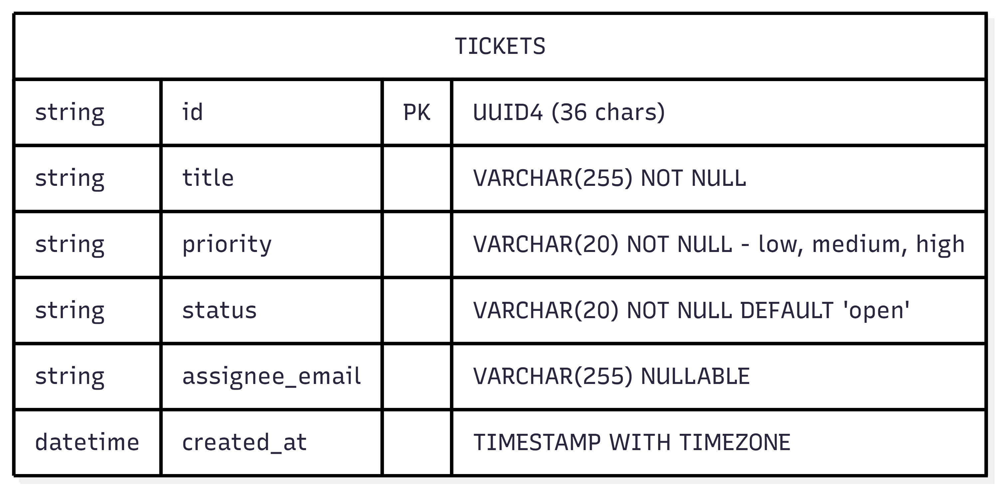 TICKETS
string id PK UUID4 (36 chars)
string title VARCHAR(255) NOT NULL
string priority VARCHAR(20) NOT NULL - low, medium, high
string status VARCHAR(20) NOT NULL DEFAULT 'open'
string assignee_email VARCHAR(255) NULLABLE
datetime created_at TIMESTAMP WITH TIMEZONE